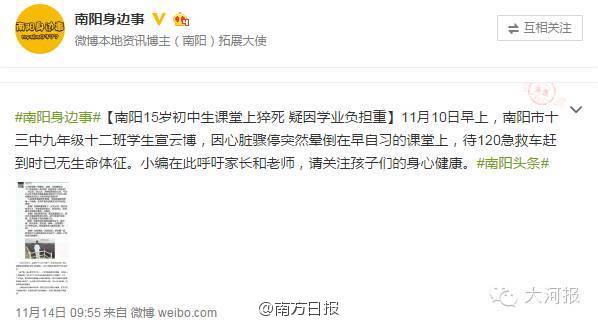 南阳身边事
南阳身边事
微博本地资讯博主（南阳）拓展大使
互相关注
#南阳身边事#【南阳15岁初中生课堂上猝死 疑因学业负担重】11月10日早上，南阳市十
三中九年级十二班学生宣云博，因心脏骤停突然晕倒在早自习的课堂上，待120急救车赶
到时已无生命体征。小编在此呼吁家长和老师，请关注孩子们的身心健康。#南阳头条#
11月14日 09:55 来自 微博 weibo.com
@南方日报
大河报